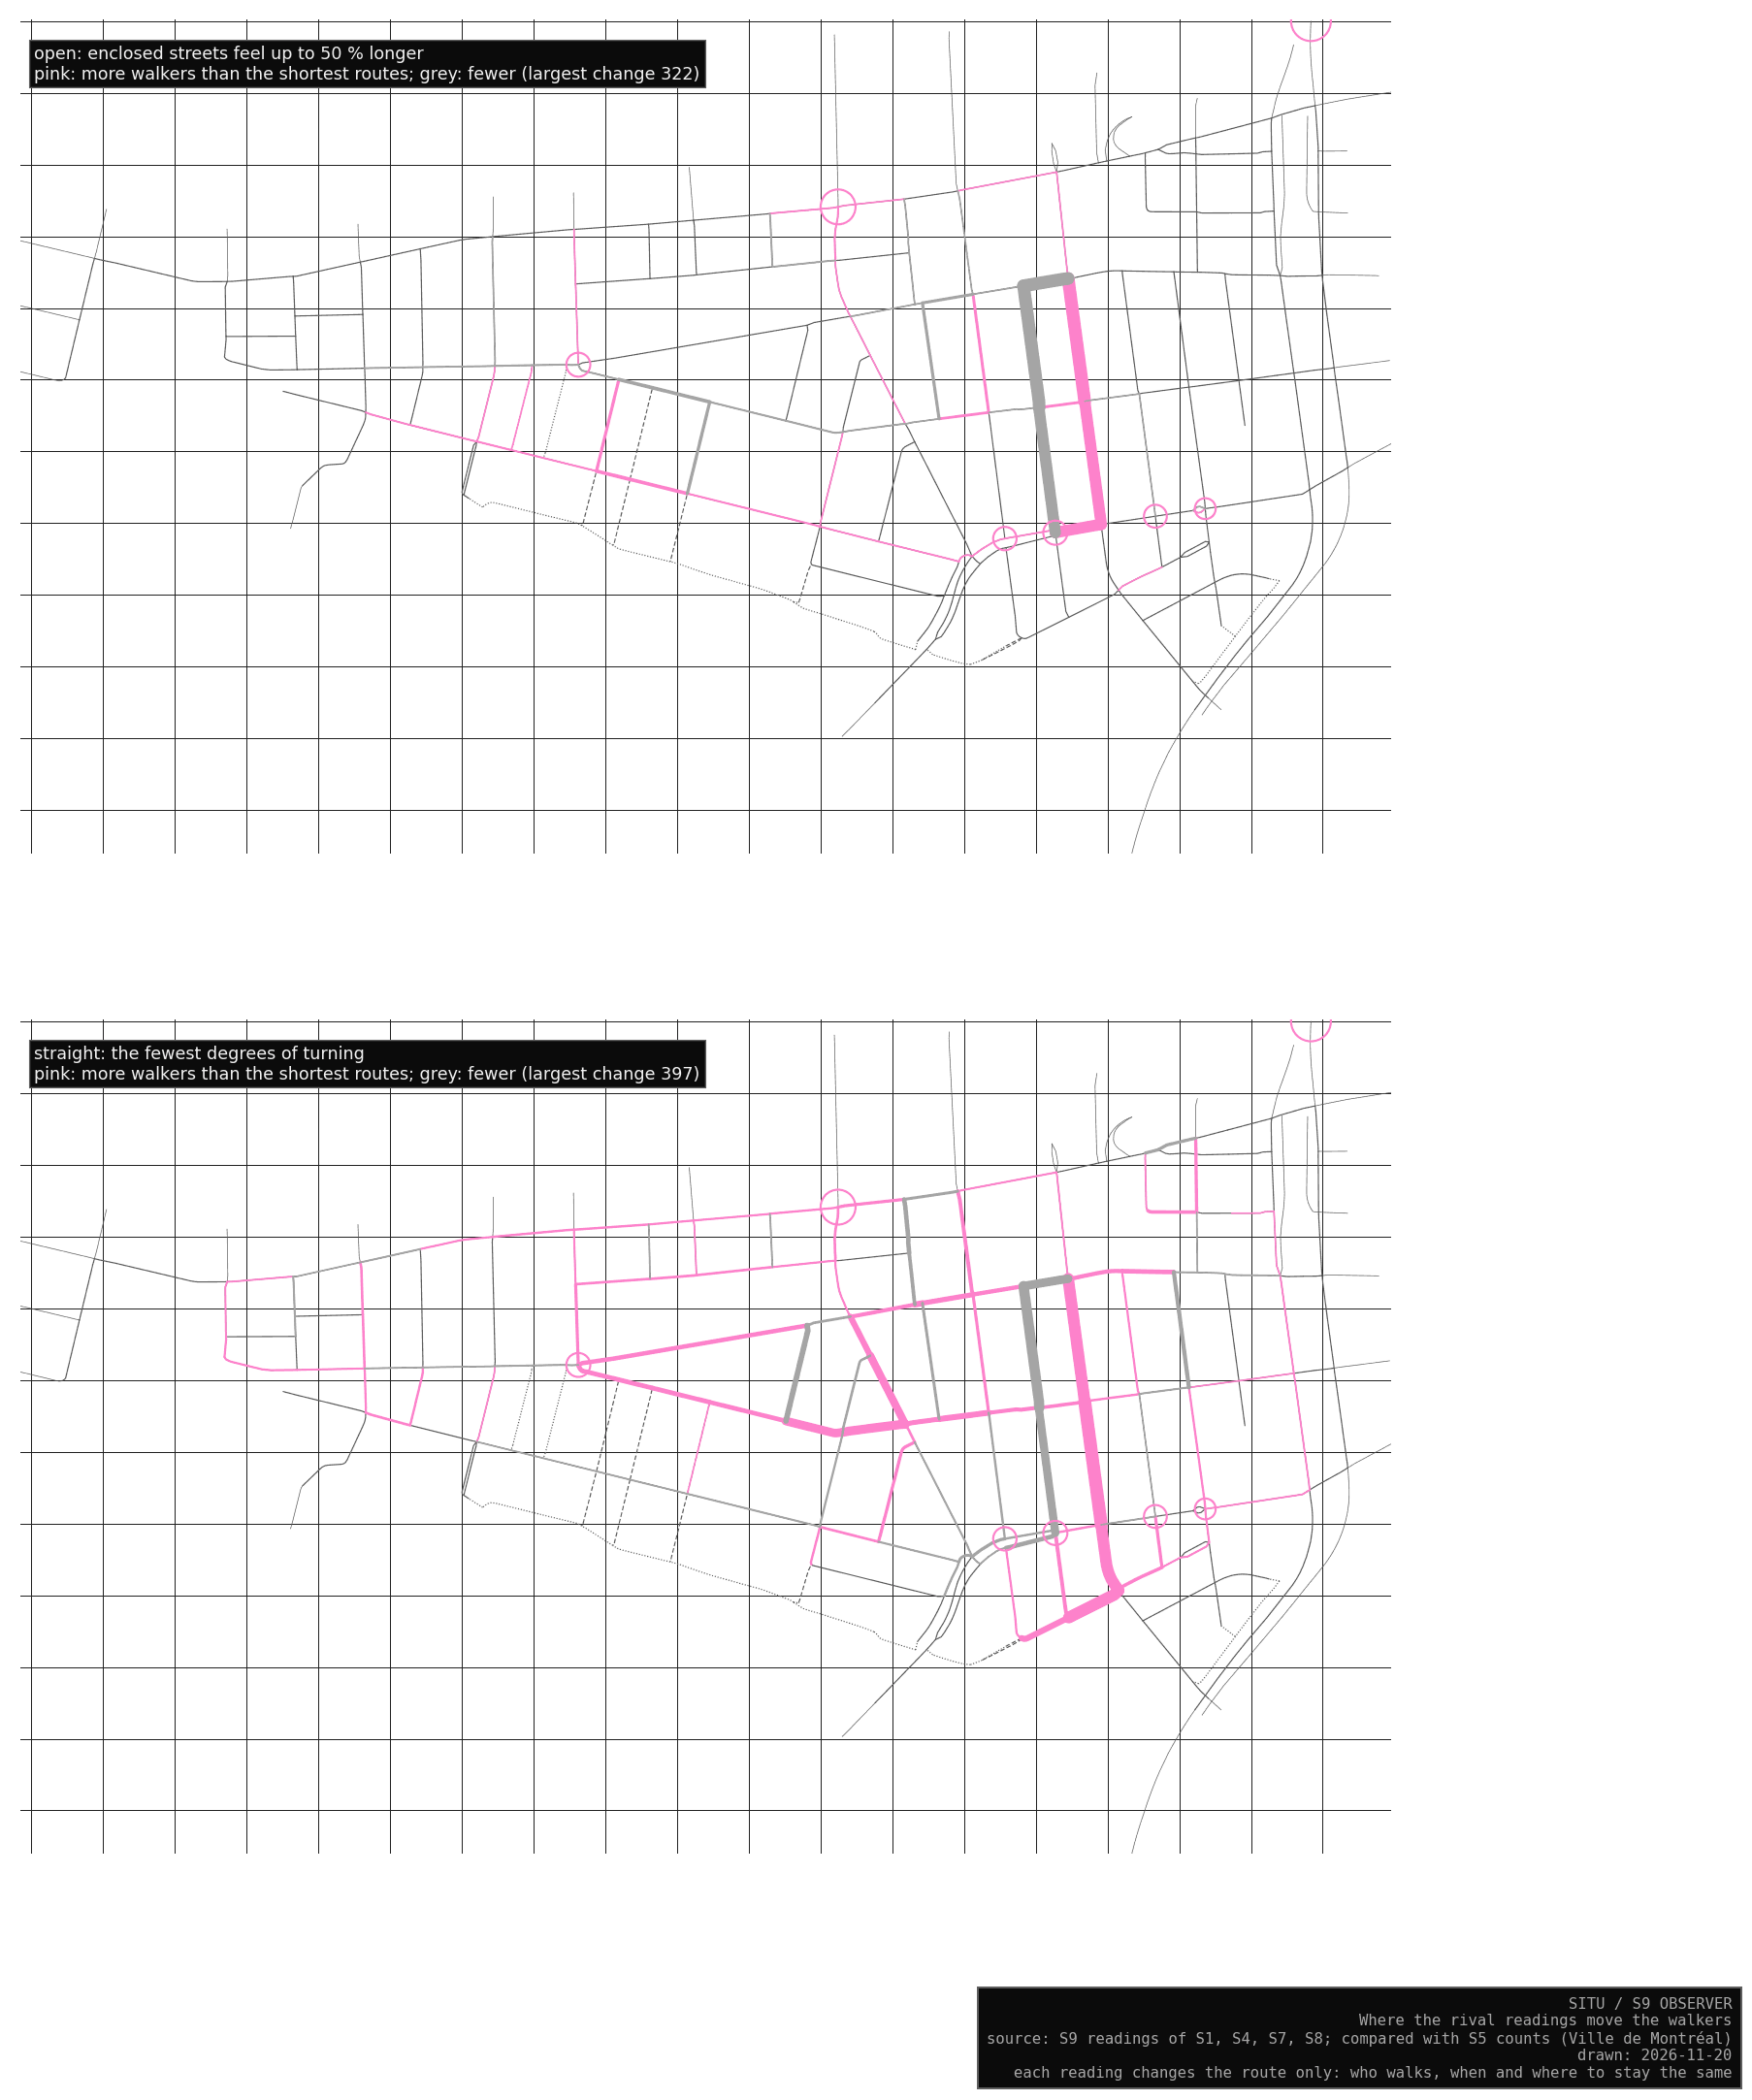 open: enclosed streets feel up to 50 % longer
pink: more walkers than the shortest routes; grey: fewer (largest change 322)
straight: the fewest degrees of turning
pink: more walkers than the shortest routes; grey: fewer (largest change 397)
SITU / S9 OBSERVER
Where the rival readings move the walkers
source: S9 readings of S1, S4, S7, S8; compared with S5 counts (Ville de Montréal)
drawn: 2026-11-20
each reading changes the route only: who walks, when and where to stay the same